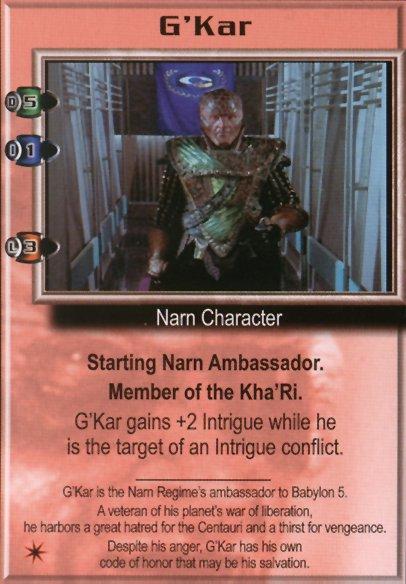 G'Kar
D 5
D 1
L 3
Narn Character
Starting Narn Ambassador.
Member of the Kha'Ri.
G'Kar gains +2 Intrigue while he
is the target of an Intrigue conflict.
G'Kar is the Narn Regime's ambassador to Babylon 5.
A veteran of his planet's war of liberation,
he harbors a great hatred for the Centauri and a thirst for vengeance.
Despite his anger, G'Kar has his own
code of honor that may be his salvation.